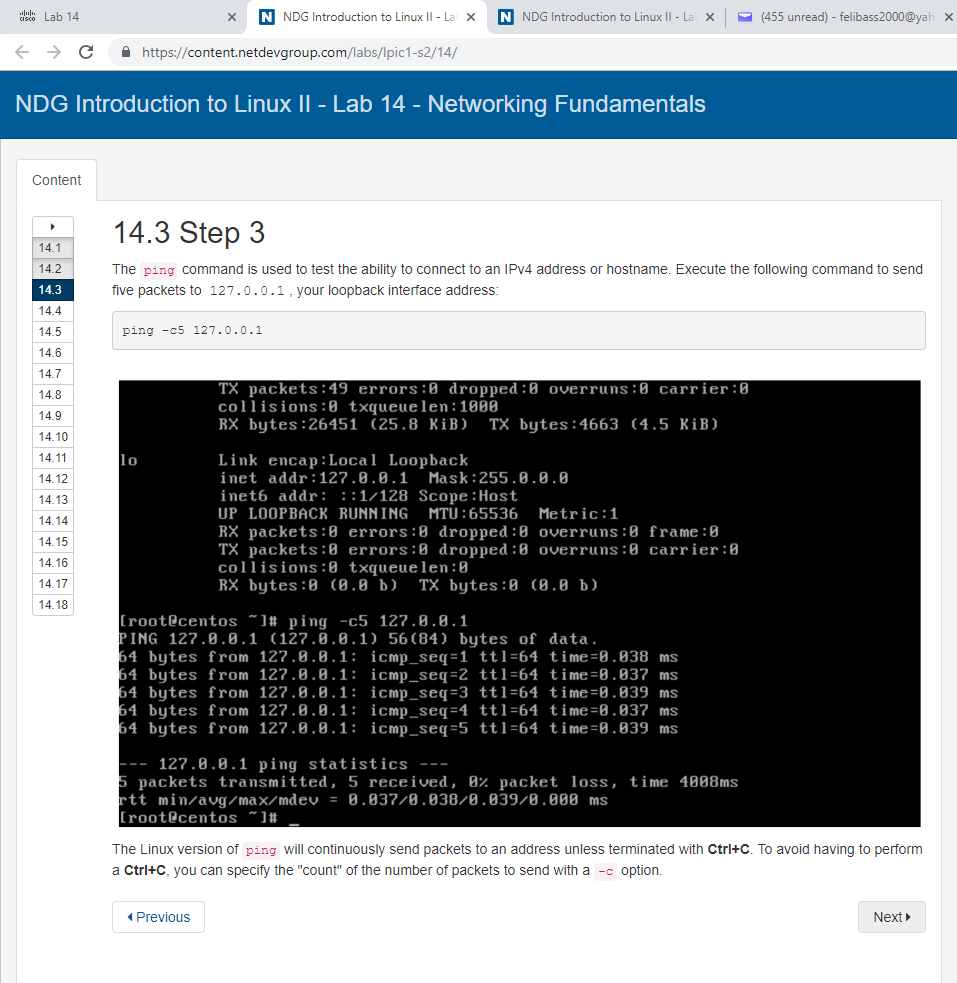 Lab 14
NDG Introduction to Linux II - La
NDG Introduction to Linux II - La
(455 unread) - felibass2000@yah
https://content.netdevgroup.com/labs/lpic1-s2/14/
NDG Introduction to Linux II - Lab 14 - Networking Fundamentals
Content
14.1
14.2
14.3
14.4
14.5
14.6
14.7
14.8
14.9
14.10
14.11
14.12
14.13
14.14
14.15
14.16
14.17
14.18
14.3 Step 3
The ping command is used to test the ability to connect to an IPv4 address or hostname. Execute the following command to send
five packets to 127.0.0.1, your loopback interface address:
ping -c5 127.0.0.1
TX packets:49 errors:0 dropped:0 overruns:0 carrier:0
collisions:0 txqueuelen:1000
RX bytes:26451 (25.8 KiB)  TX bytes:4663 (4.5 KiB)
lo        Link encap:Local Loopback
inet addr:127.0.0.1  Mask:255.0.0.0
inet6 addr: ::1/128 Scope:Host
UP LOOPBACK RUNNING  MTU:65536  Metric:1
RX packets:0 errors:0 dropped:0 overruns:0 frame:0
TX packets:0 errors:0 dropped:0 overruns:0 carrier:0
collisions:0 txqueuelen:0
RX bytes:0 (0.0 b)  TX bytes:0 (0.0 b)
[root@centos ~]# ping -c5 127.0.0.1
PING 127.0.0.1 (127.0.0.1) 56(84) bytes of data.
64 bytes from 127.0.0.1: icmp_seq=1 ttl=64 time=0.038 ms
64 bytes from 127.0.0.1: icmp_seq=2 ttl=64 time=0.037 ms
64 bytes from 127.0.0.1: icmp_seq=3 ttl=64 time=0.039 ms
64 bytes from 127.0.0.1: icmp_seq=4 ttl=64 time=0.037 ms
64 bytes from 127.0.0.1: icmp_seq=5 ttl=64 time=0.039 ms
--- 127.0.0.1 ping statistics ---
5 packets transmitted, 5 received, 0% packet loss, time 4008ms
rtt min/avg/max/mdev = 0.037/0.038/0.039/0.000 ms
[root@centos ~]# _
The Linux version of ping will continuously send packets to an address unless terminated with Ctrl+C. To avoid having to perform
a Ctrl+C, you can specify the "count" of the number of packets to send with a -c option.
Previous
Next